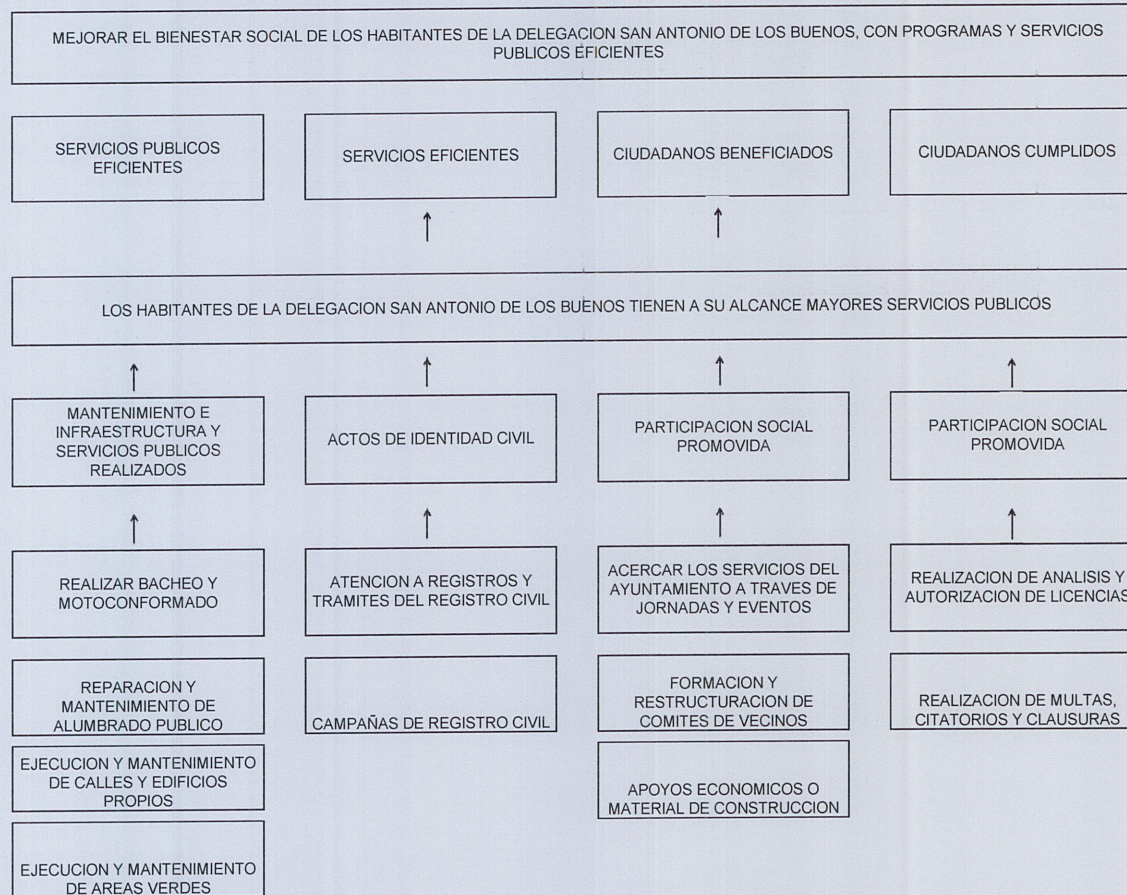 MEJORAR EL BIENESTAR SOCIAL DE LOS HABITANTES DE LA DELEGACION SAN ANTONIO DE LOS BUENOS, CON PROGRAMAS Y SERVICIOS
PUBLICOS EFICIENTES
SERVICIOS PUBLICOS
EFICIENTES
SERVICIOS EFICIENTES
CIUDADANOS BENEFICIADOS
CIUDADANOS CUMPLIDOS
LOS HABITANTES DE LA DELEGACION SAN ANTONIO DE LOS BUENOS TIENEN A SU ALCANCE MAYORES SERVICIOS PUBLICOS
MANTENIMIENTO E
INFRAESTRUCTURA Y
SERVICIOS PUBLICOS
REALIZADOS
ACTOS DE IDENTIDAD CIVIL
PARTICIPACION SOCIAL
PROMOVIDA
PARTICIPACION SOCIAL
PROMOVIDA
REALIZAR BACHEO Y
MOTOCONFORMADO
ATENCION A REGISTROS Y
TRAMITES DEL REGISTRO CIVIL
ACERCAR LOS SERVICIOS DEL
AYUNTAMIENTO A TRAVES DE
JORNADAS Y EVENTOS
REALIZACION DE ANALISIS Y
AUTORIZACION DE LICENCIAS
REPARACION Y
MANTENIMIENTO DE
ALUMBRADO PUBLICO
CAMPAÑAS DE REGISTRO CIVIL
FORMACION Y
RESTRUCTURACION DE
COMITES DE VECINOS
REALIZACION DE MULTAS,
CITATORIOS Y CLAUSURAS
EJECUCION Y MANTENIMIENTO
DE CALLES Y EDIFICIOS
PROPIOS
APOYOS ECONOMICOS O
MATERIAL DE CONSTRUCCION
EJECUCION Y MANTENIMIENTO
DE AREAS VERDES